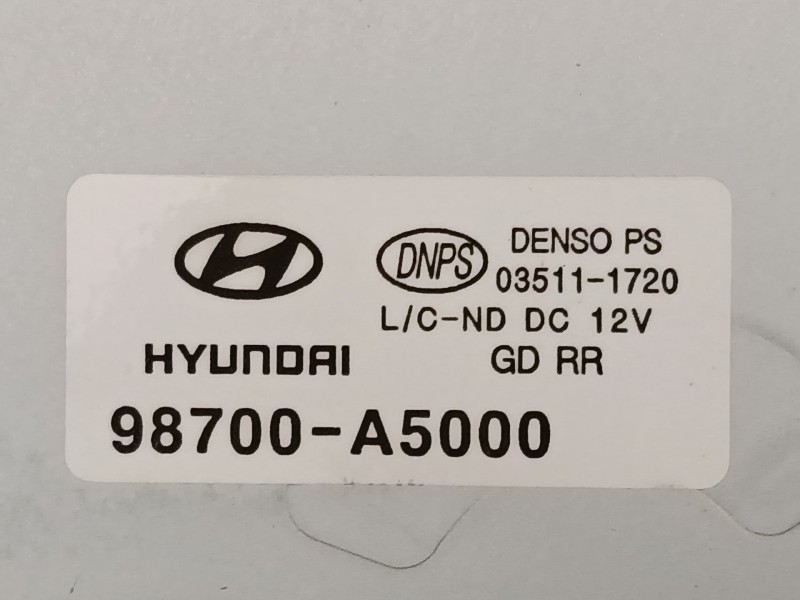 DNPS DENSO PS
03511-1720
L/C-ND DC 12V
HYUNDAI GD RR
98700-A5000